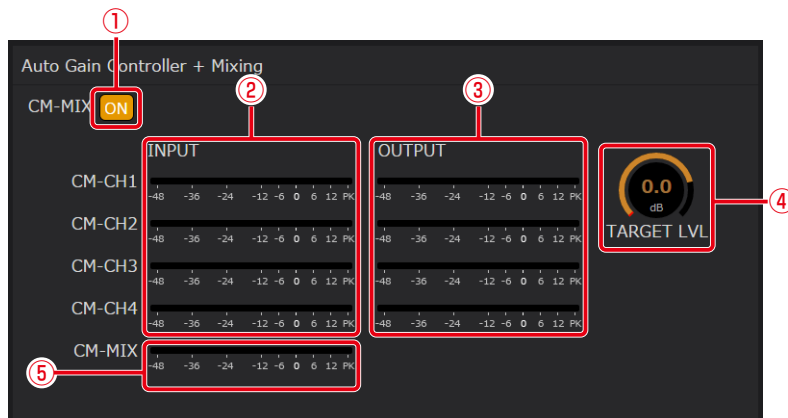 ①
Auto Gain Controller + Mixing
CM-MIX ON
② ③
INPUT OUTPUT
CM-CH1
-48 -36 -24 -12 -6 0 6 12 PK -48 -36 -24 -12 -6 0 6 12 PK
CM-CH2
-48 -36 -24 -12 -6 0 6 12 PK -48 -36 -24 -12 -6 0 6 12 PK
CM-CH3
-48 -36 -24 -12 -6 0 6 12 PK -48 -36 -24 -12 -6 0 6 12 PK
CM-CH4
-48 -36 -24 -12 -6 0 6 12 PK -48 -36 -24 -12 -6 0 6 12 PK
0.0
dB
TARGET LVL
④
CM-MIX
-48 -36 -24 -12 -6 0 6 12 PK
⑤